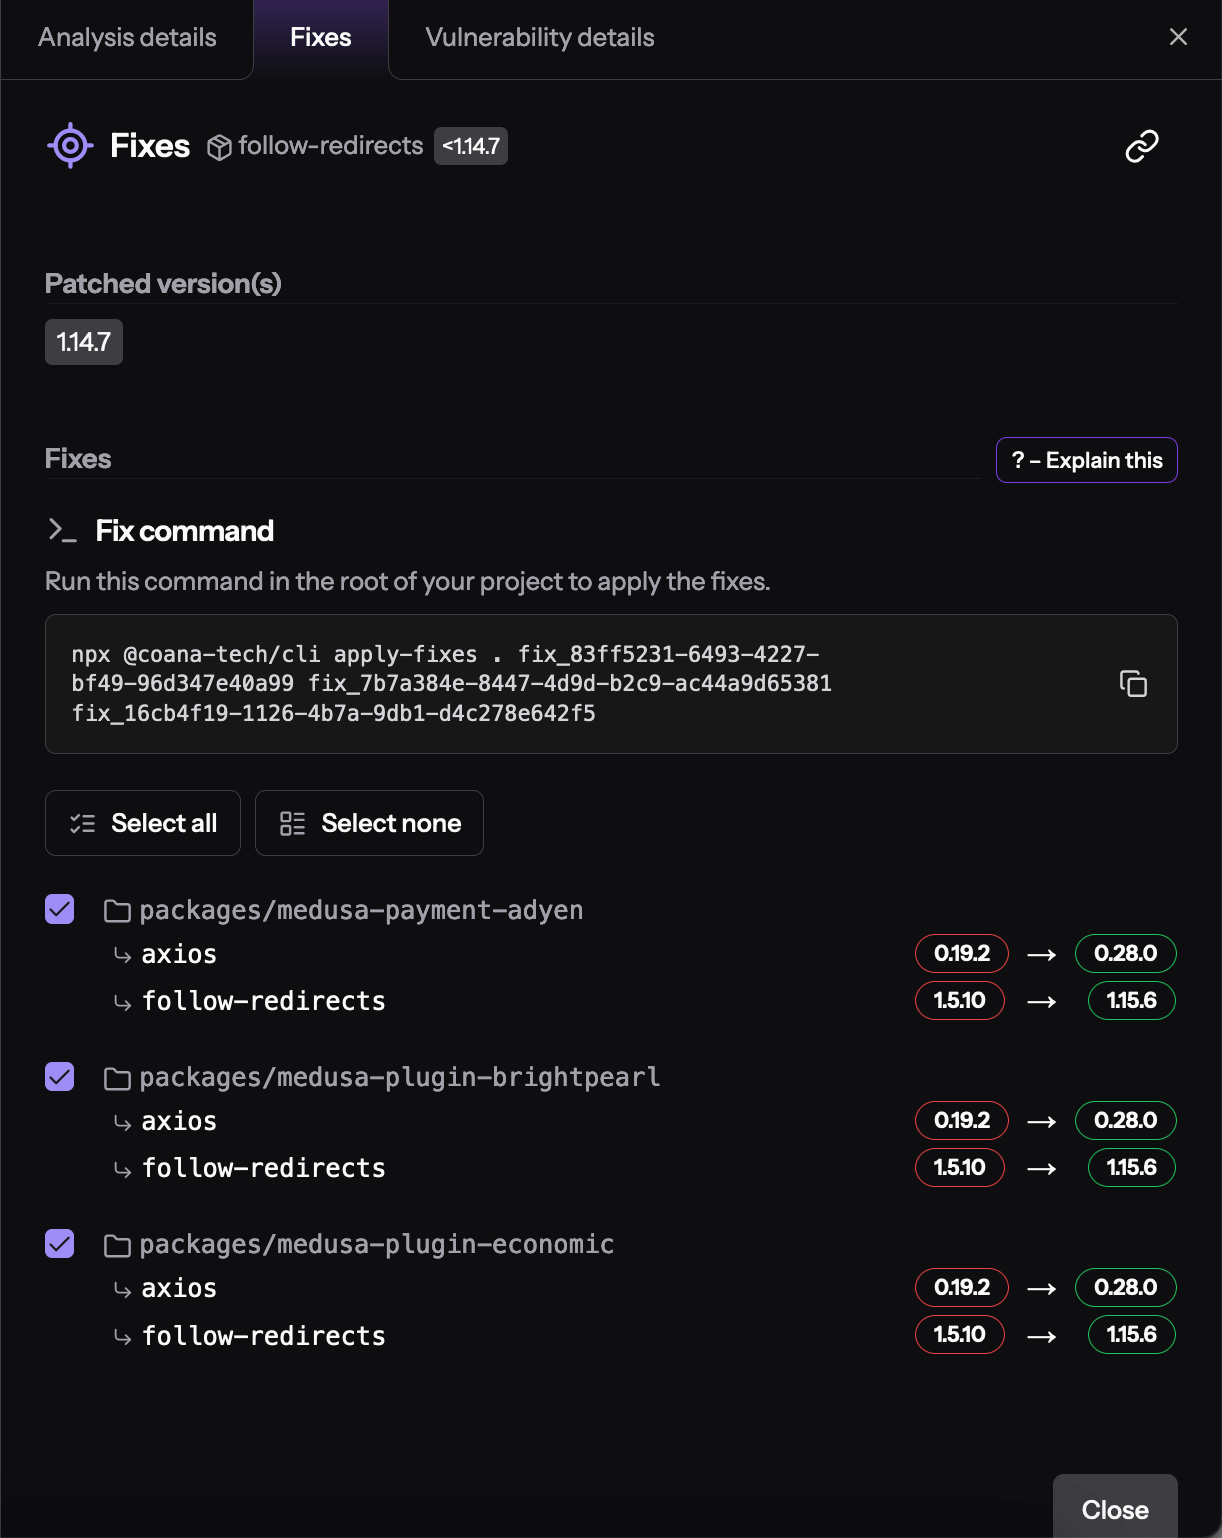 Analysis details Fixes Vulnerability details
Fixes follow-redirects <1.14.7
Patched version(s)
1.14.7
Fixes ? – Explain this
Fix command
Run this command in the root of your project to apply the fixes.
npx @coana-tech/cli apply-fixes . fix_83ff5231-6493-4227-
bf49-96d347e40a99 fix_7b7a384e-8447-4d9d-b2c9-ac44a9d65381
fix_16cb4f19-1126-4b7a-9db1-d4c278e642f5
Select all Select none
packages/medusa-payment-adyen
axios 0.19.2 → 0.28.0
follow-redirects 1.5.10 → 1.15.6
packages/medusa-plugin-brightpearl
axios 0.19.2 → 0.28.0
follow-redirects 1.5.10 → 1.15.6
packages/medusa-plugin-economic
axios 0.19.2 → 0.28.0
follow-redirects 1.5.10 → 1.15.6
Close